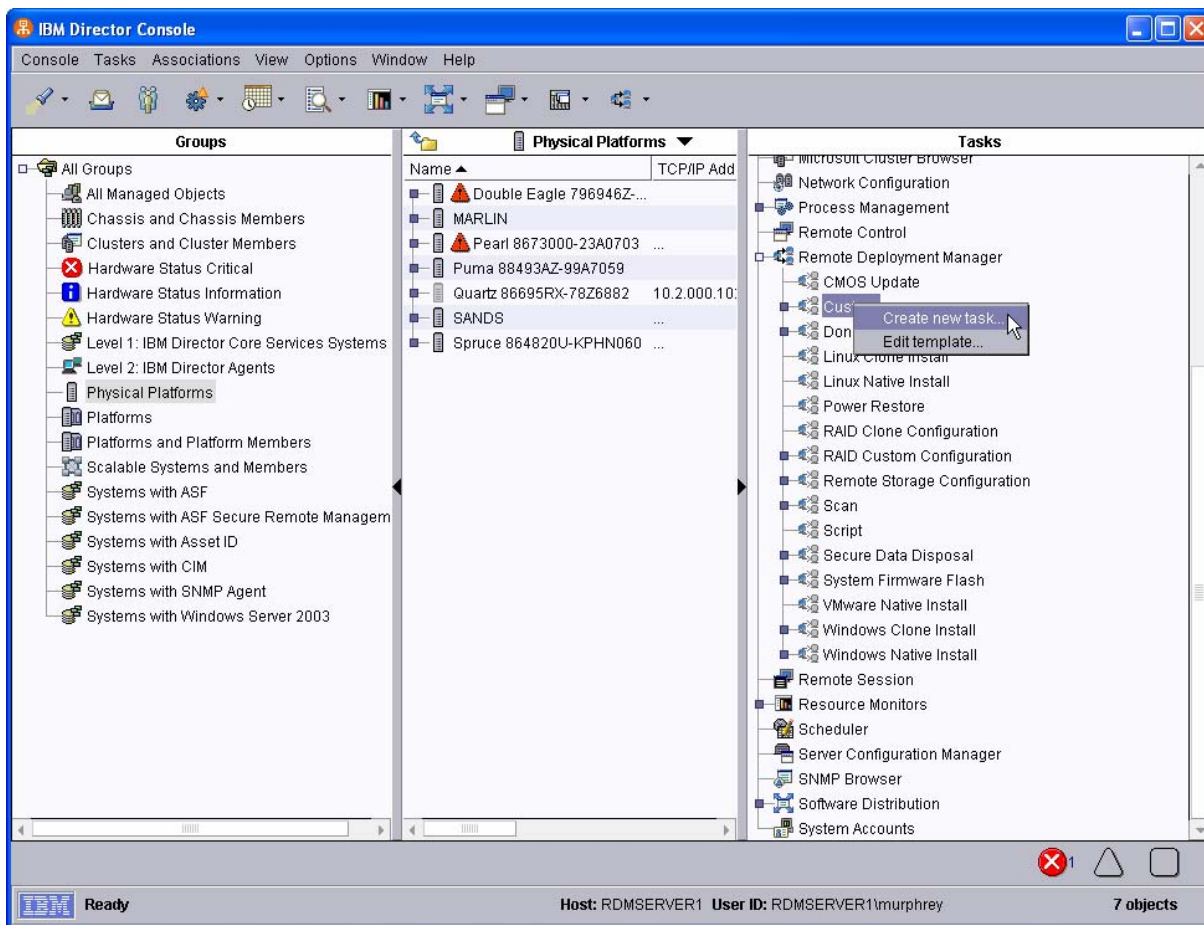 IBM Director Console
Console Tasks Associations View Options Window Help
Groups
All Groups
All Managed Objects
Chassis and Chassis Members
Clusters and Cluster Members
Hardware Status Critical
Hardware Status Information
Hardware Status Warning
Level 1: IBM Director Core Services Systems
Level 2: IBM Director Agents
Physical Platforms
Platforms
Platforms and Platform Members
Scalable Systems and Members
Systems with ASF
Systems with ASF Secure Remote Managem
Systems with Asset ID
Systems with CIM
Systems with SNMP Agent
Systems with Windows Server 2003
Physical Platforms
Name TCP/IP Add
Double Eagle 796946Z-...
MARLIN
Pearl 8673000-23A0703 ...
Puma 88493AZ-99A7059
Quartz 86695RX-78Z6882 10.2.000.10:
SANDS ...
Spruce 864820U-KPHN060 ...
Tasks
Microsoft Cluster Browser
Network Configuration
Process Management
Remote Control
Remote Deployment Manager
CMOS Update
Cus
Create new task...
Don
Edit template...
Linux Clone Install
Linux Native Install
Power Restore
RAID Clone Configuration
RAID Custom Configuration
Remote Storage Configuration
Scan
Script
Secure Data Disposal
System Firmware Flash
VMware Native Install
Windows Clone Install
Windows Native Install
Remote Session
Resource Monitors
Scheduler
Server Configuration Manager
SNMP Browser
Software Distribution
System Accounts
1
IBM Ready Host: RDMSERVER1 User ID: RDMSERVER1\murphrey 7 objects